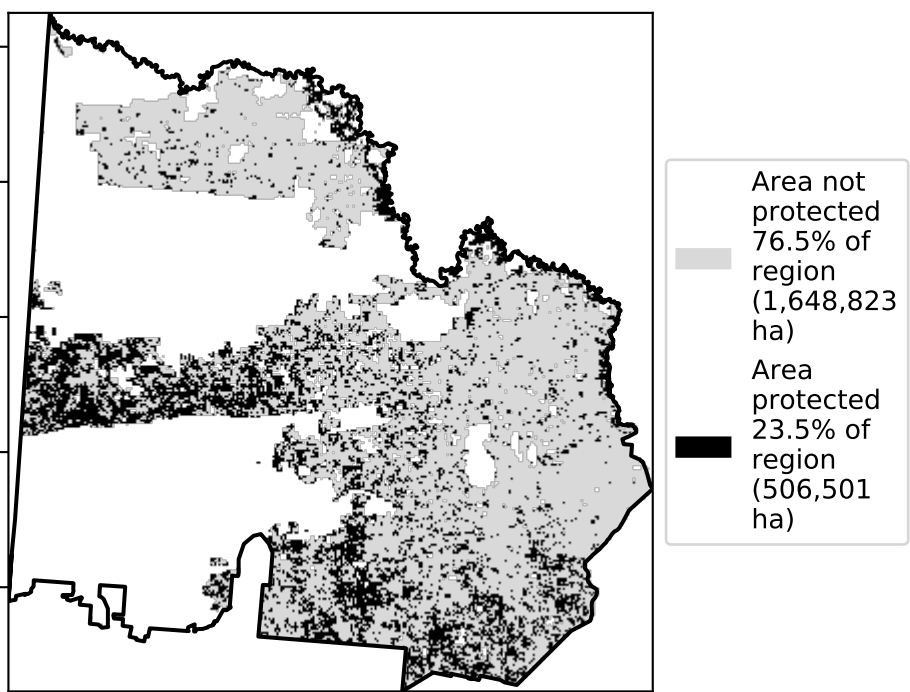 Area not
protected
76.5% of
region
(1,648,823
ha)
Area
protected
23.5% of
region
(506,501
ha)